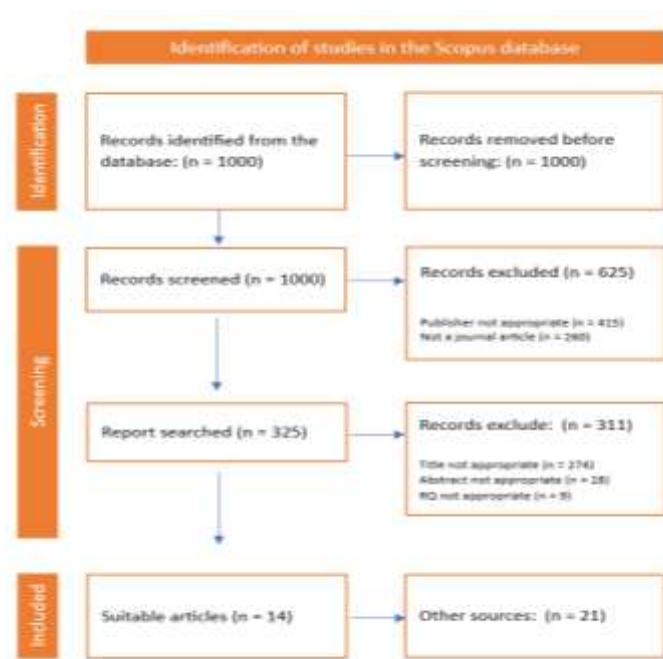 Identification of studies in the Scopus database
Identification
Records identified from the
database: (n = 1000)
Records removed before
screening: (n = 1000)
Screening
Records screened (n = 1000)
Records excluded (n = 625)
Publisher not appropriate (n = 415)
Not a journal article (n = 260)
Report searched (n = 325)
Records exclude: (n = 311)
Title not appropriate (n = 274)
Abstract not appropriate (n = 28)
RQ not appropriate (n = 9)
Included
Suitable articles (n = 14)
Other sources: (n = 21)